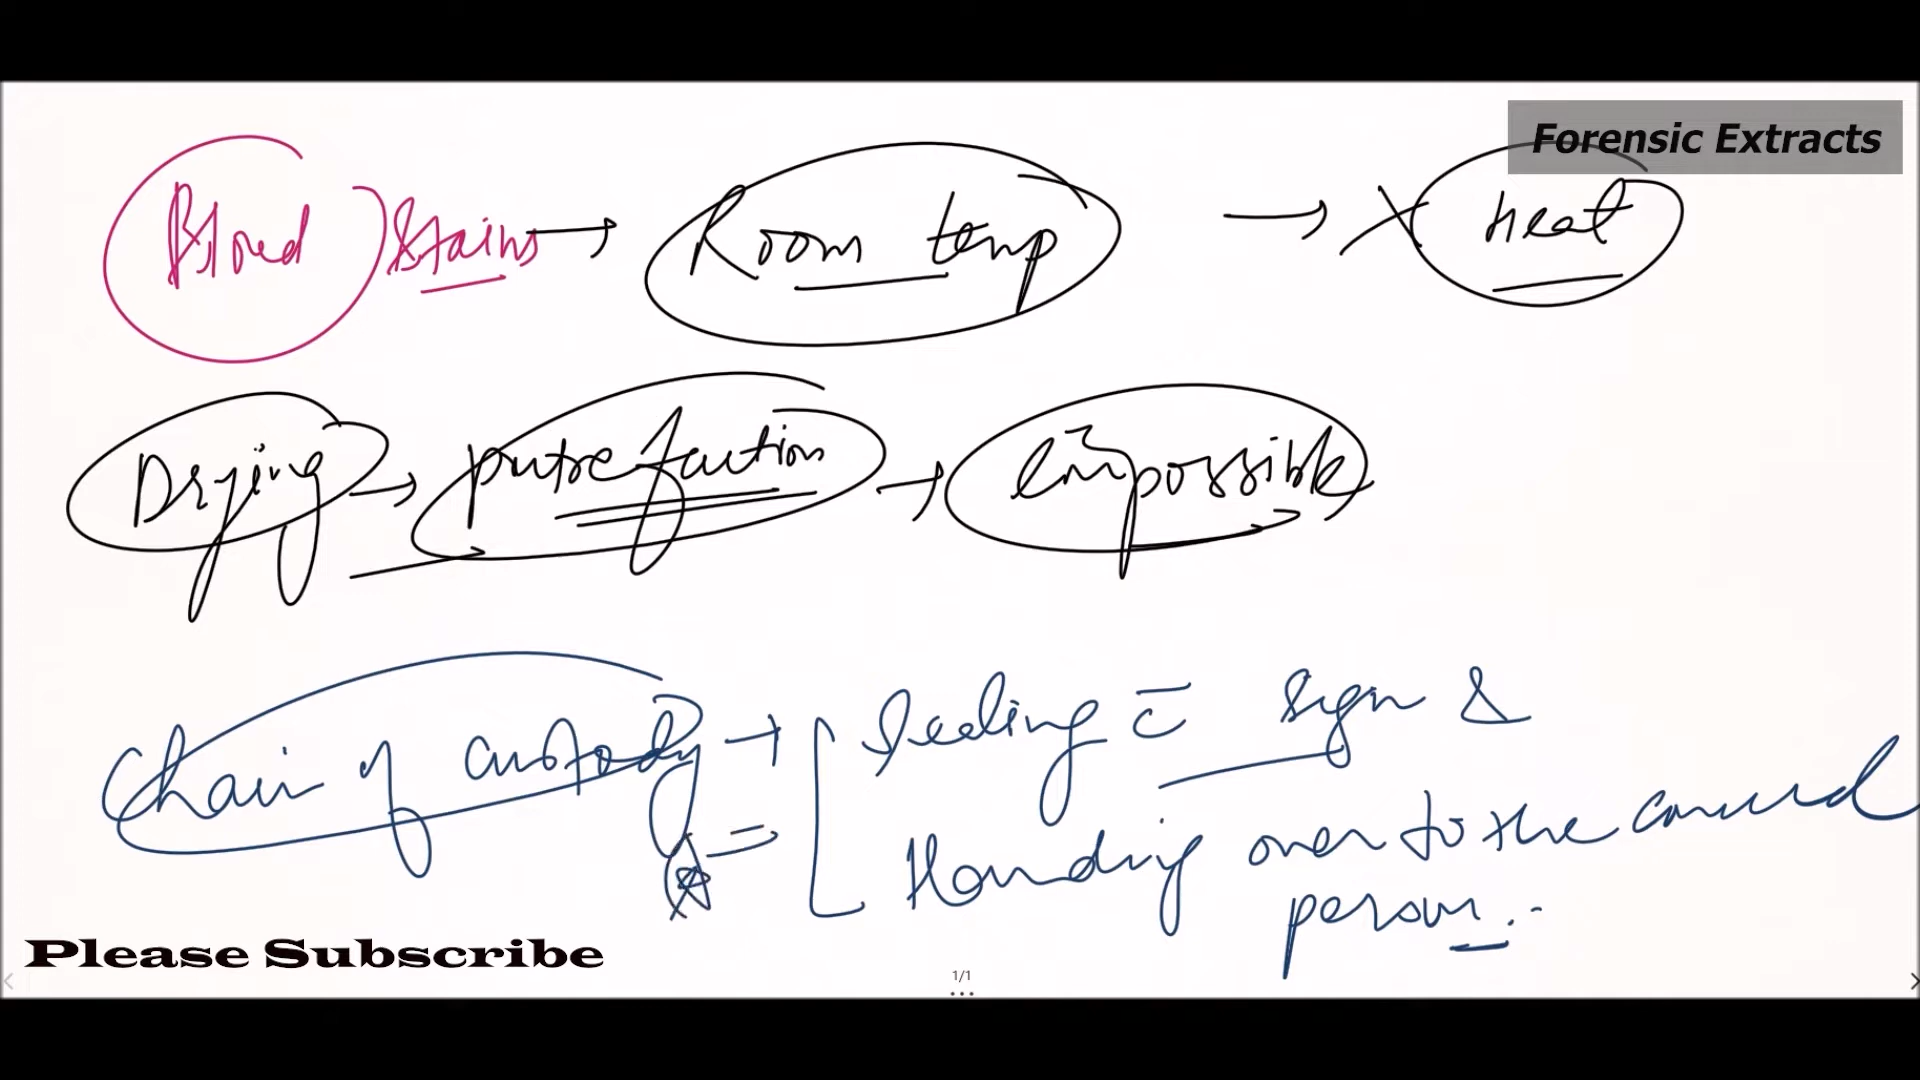 Forensic Extracts
Blood Stains → Room temp → X heat
Drying → putrefaction → Impossible
Chain of custody → Sealing c̄ sign &
Handing over to the
person.
Please Subscribe
1/1